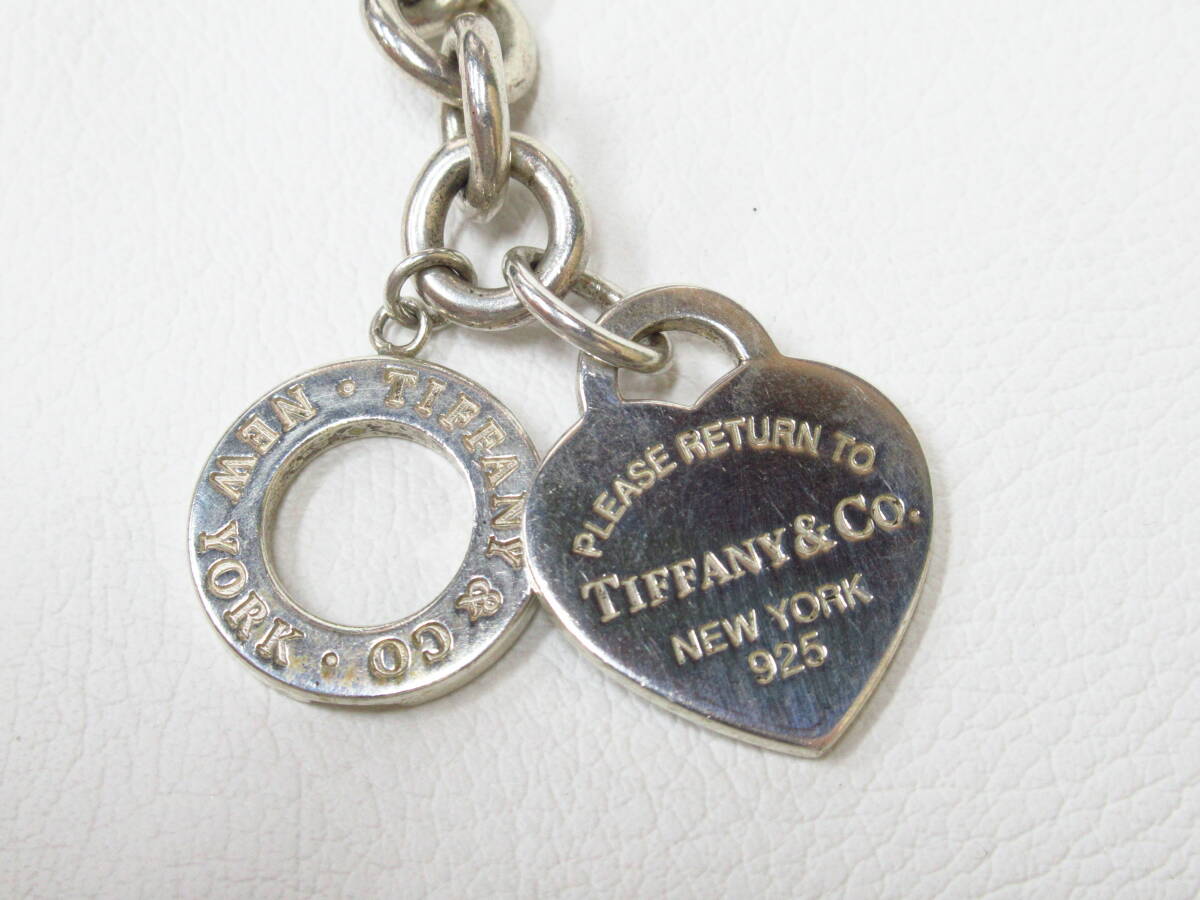 TIFFANY & CO · NEW YORK ·
PLEASE RETURN TO
TIFFANY & CO.
NEW YORK
925